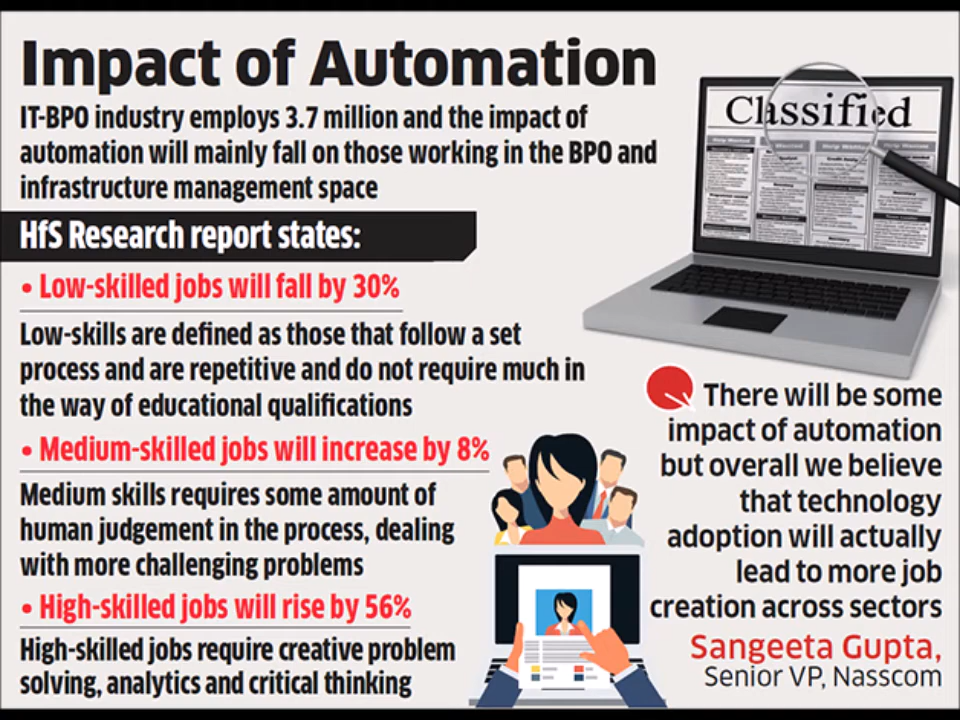 Impact of Automation
IT-BPO industry employs 3.7 million and the impact of
automation will mainly fall on those working in the BPO and
infrastructure management space
HfS Research report states:
• Low-skilled jobs will fall by 30%
Low-skills are defined as those that follow a set
process and are repetitive and do not require much in
the way of educational qualifications
• Medium-skilled jobs will increase by 8%
Medium skills requires some amount of
human judgement in the process, dealing
with more challenging problems
• High-skilled jobs will rise by 56%
High-skilled jobs require creative problem
solving, analytics and critical thinking
Classified
There will be some
impact of automation
but overall we believe
that technology
adoption will actually
lead to more job
creation across sectors
Sangeeta Gupta,
Senior VP, Nasscom